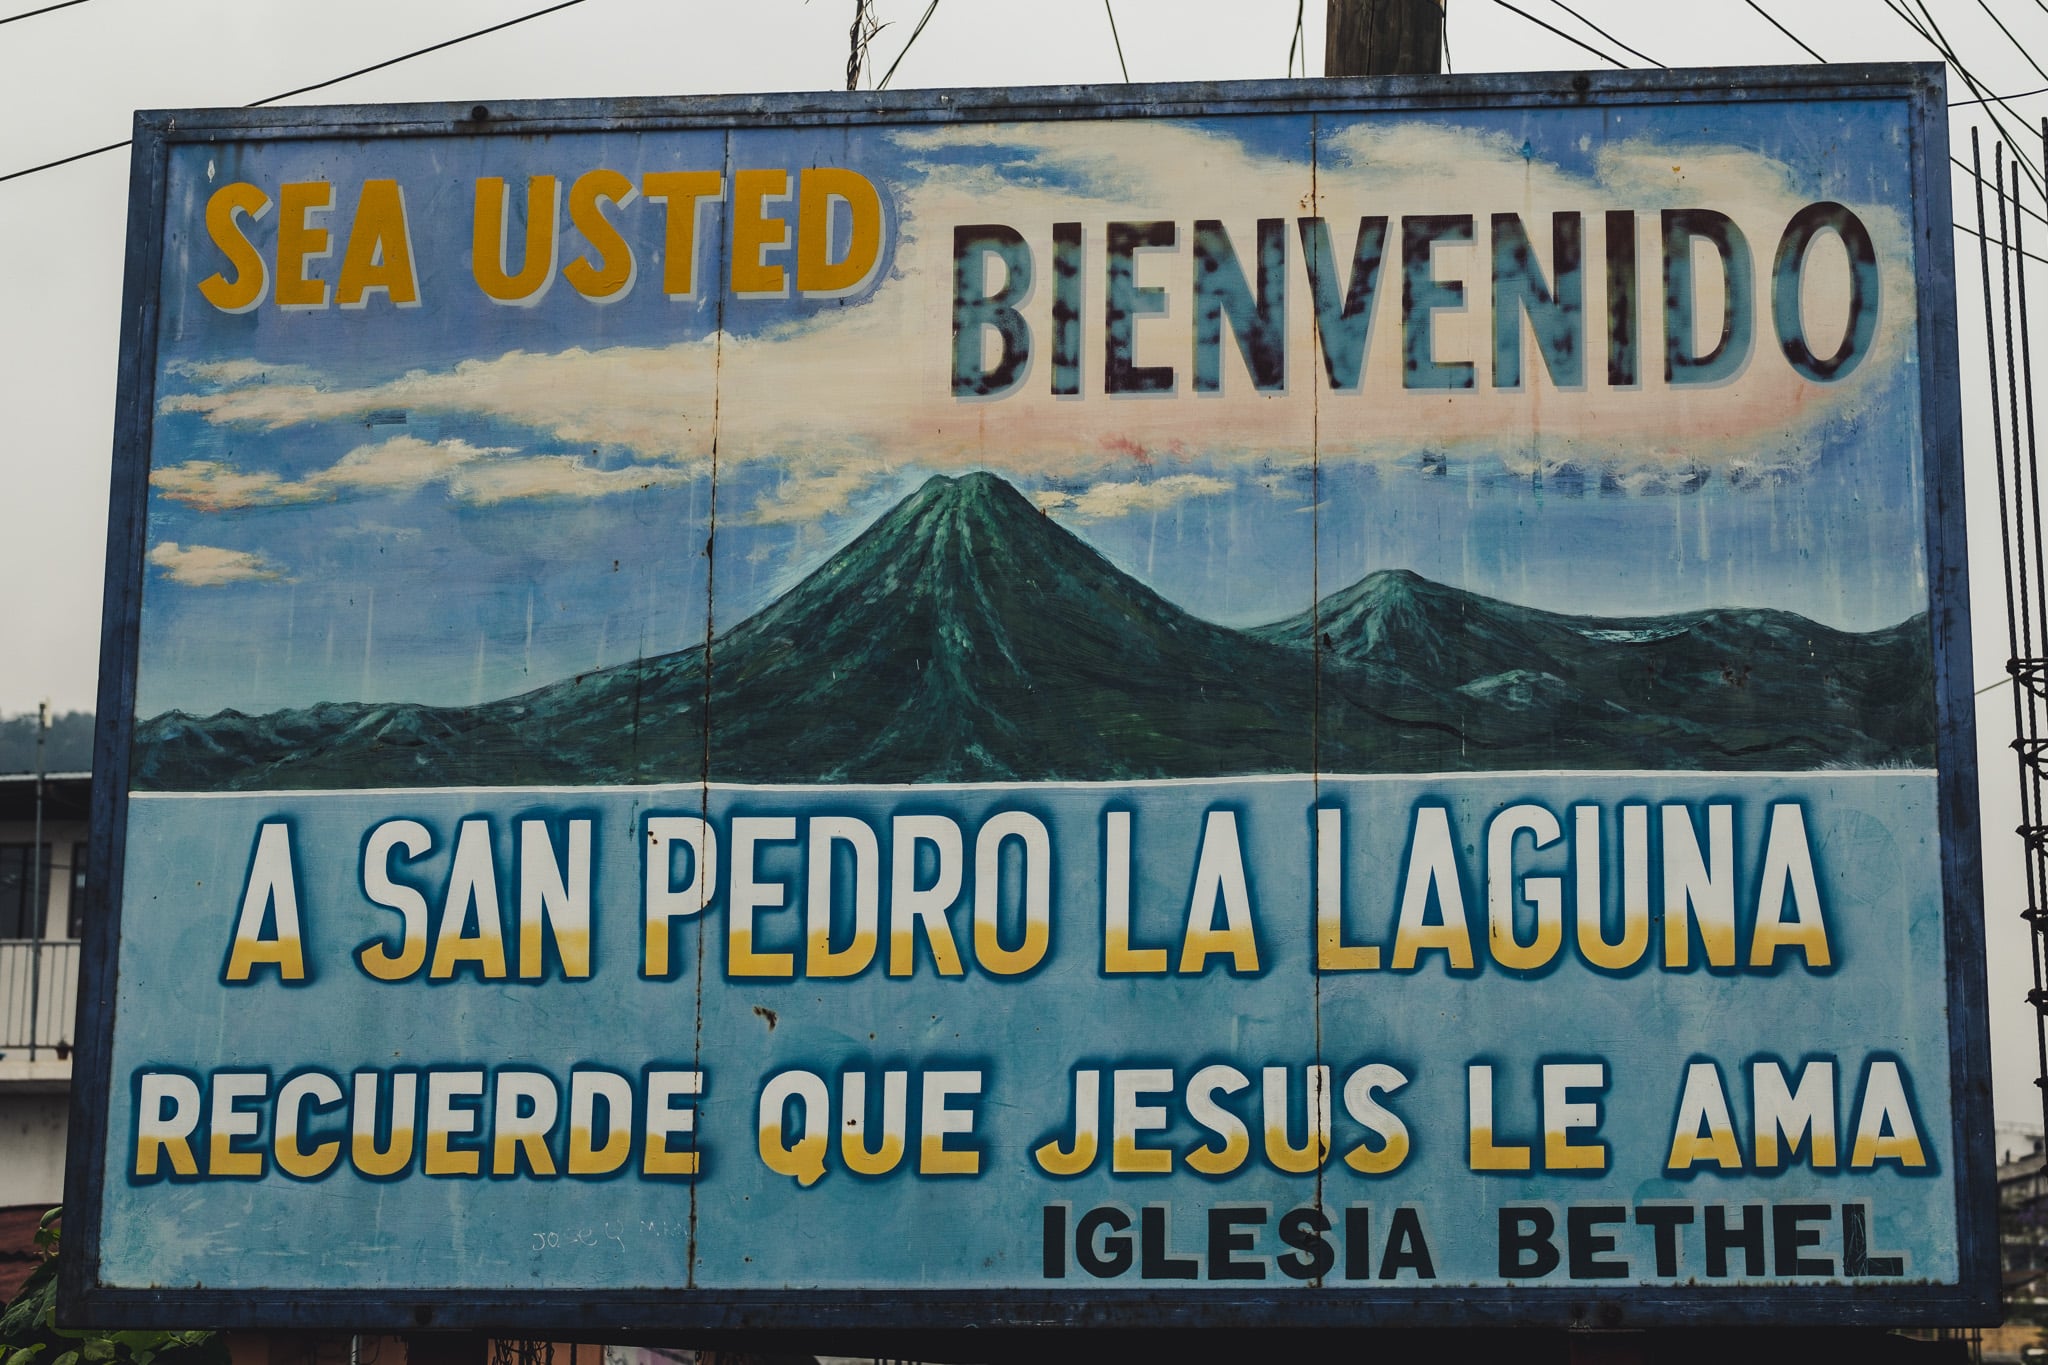 SEA USTED BIENVENIDO
A SAN PEDRO LA LAGUNA
RECUERDE QUE JESUS LE AMA
IGLESIA BETHEL